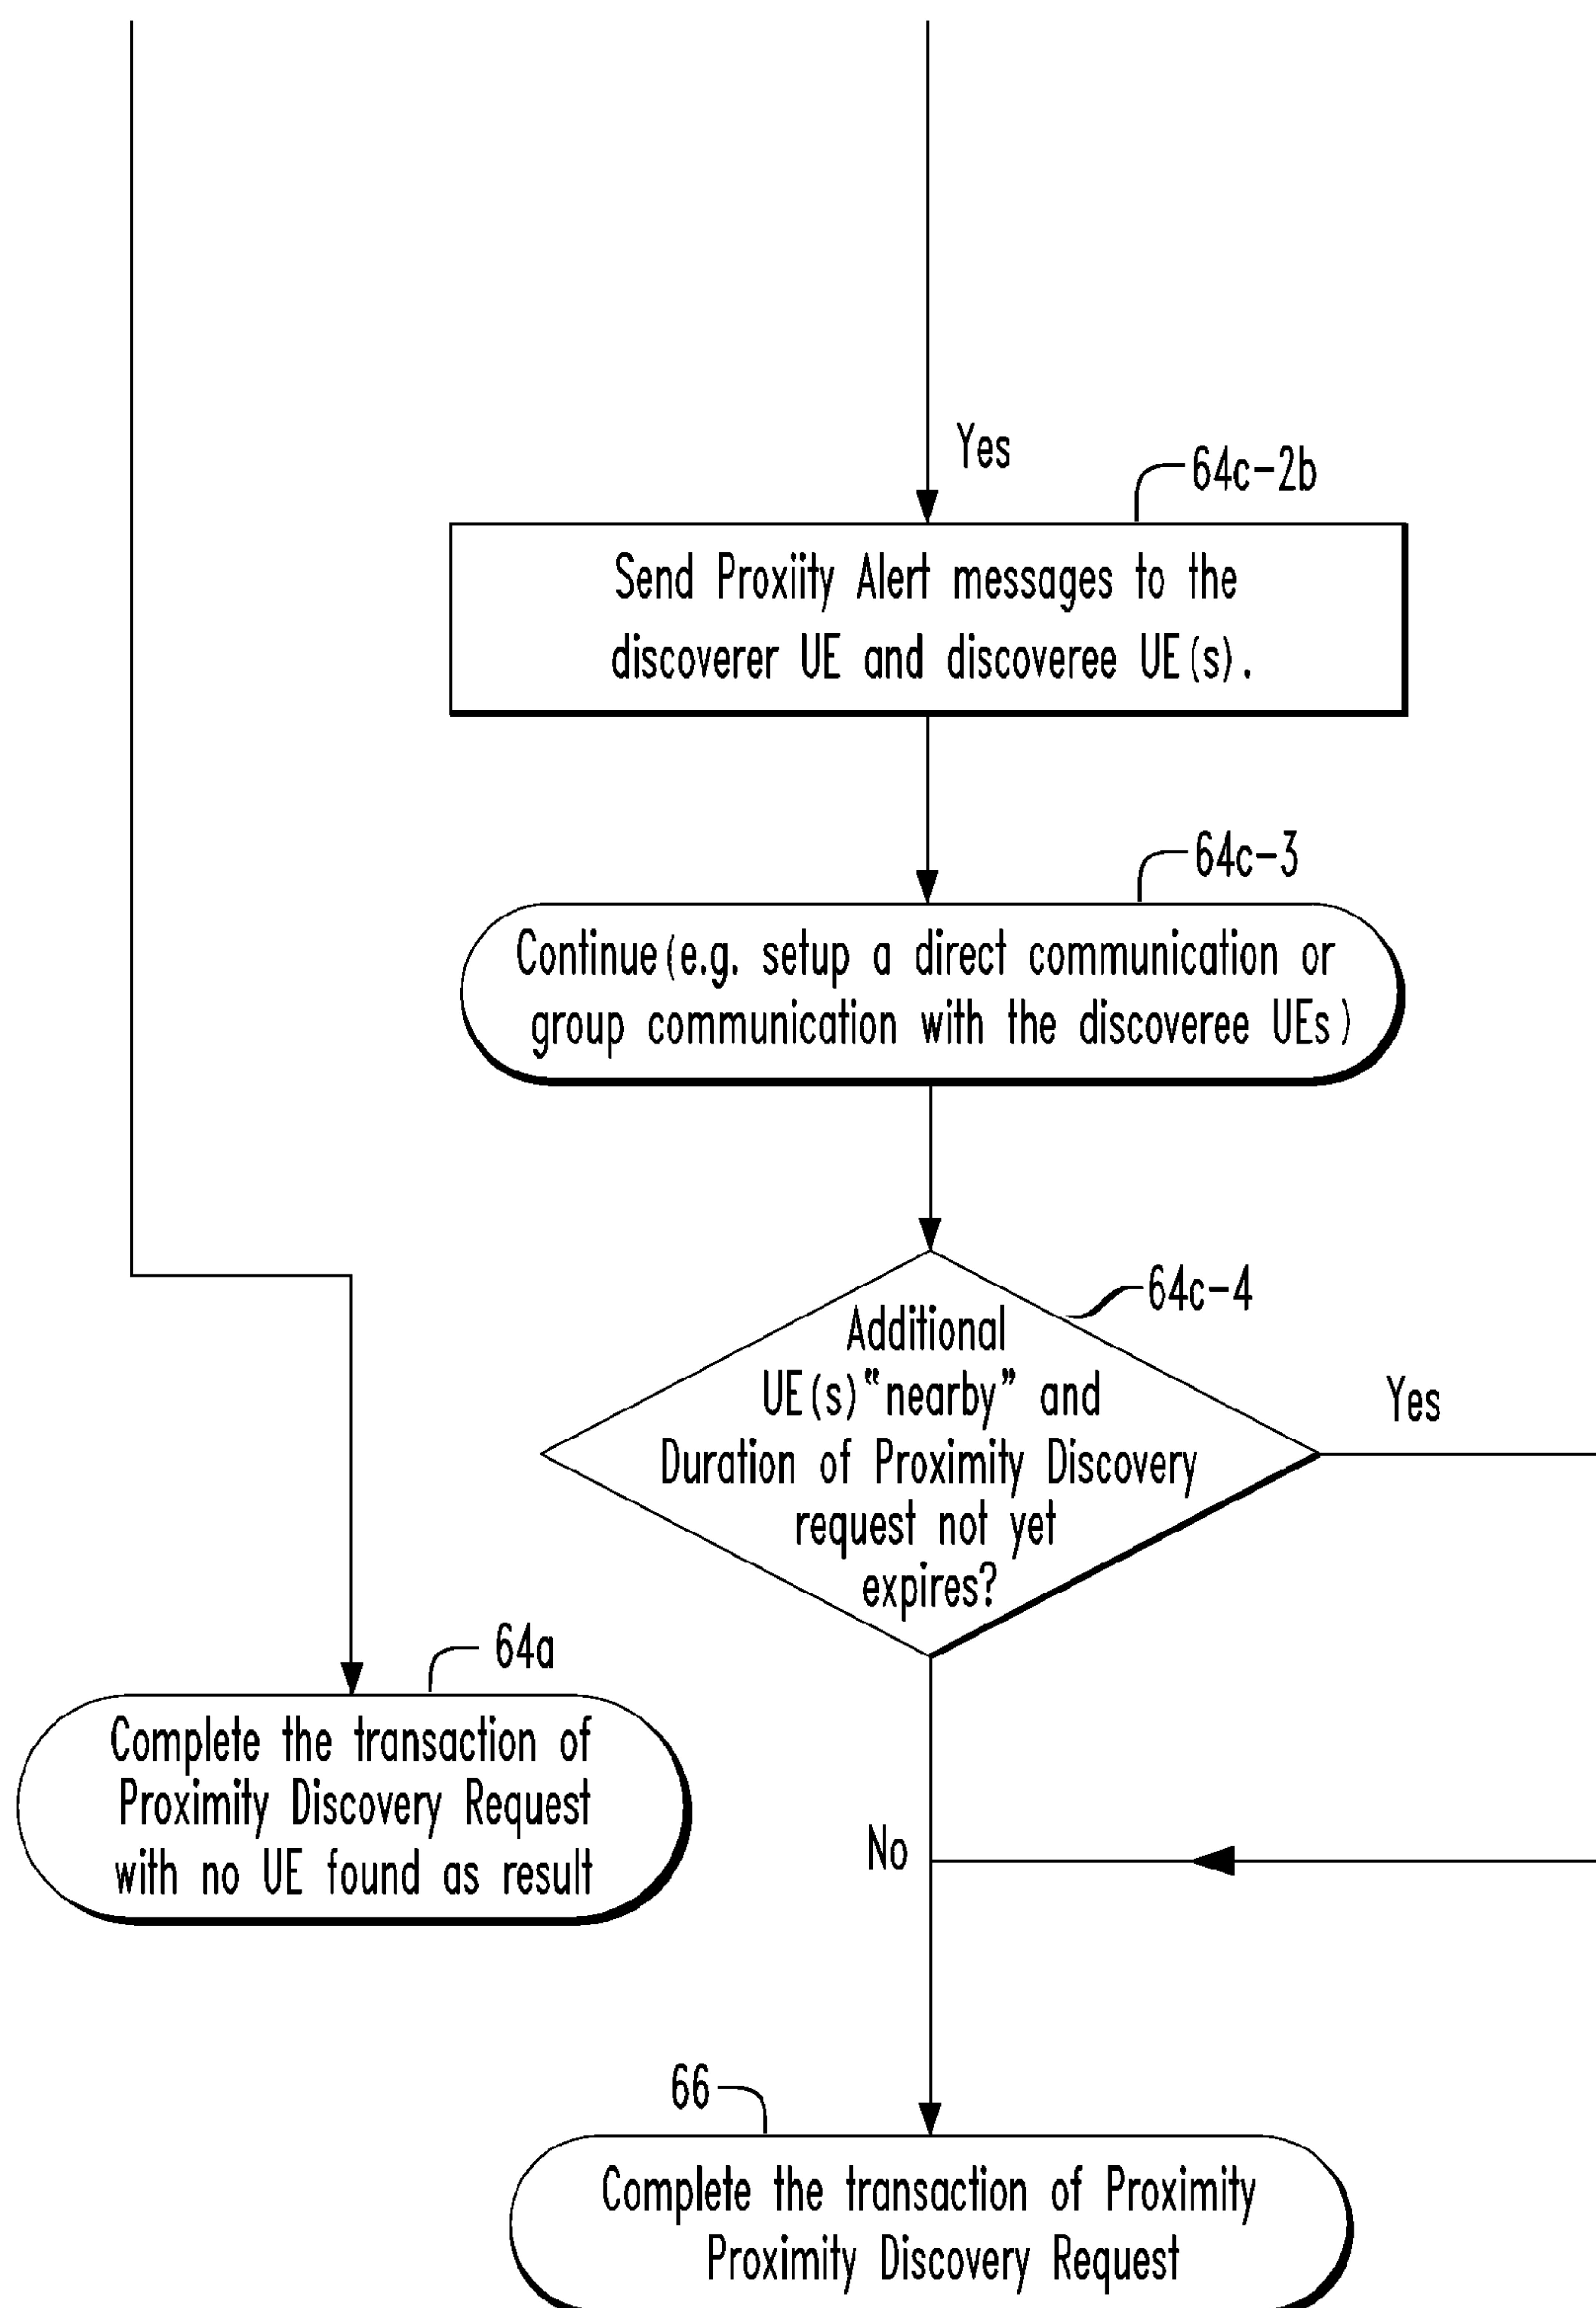 Yes
64c-2b
Send Proxiity Alert messages to the
discoverer UE and discoveree UE(s).
64c-3
Continue(e.g. setup a direct communication or
group communication with the discoveree UEs)
64c-4
Additional
UE(s)"nearby" and
Duration of Proximity Discovery
request not yet
expires?
Yes
64a
Complete the transaction of
Proximity Discovery Request
with no UE found as result
No
66
Complete the transaction of Proximity
Proximity Discovery Request